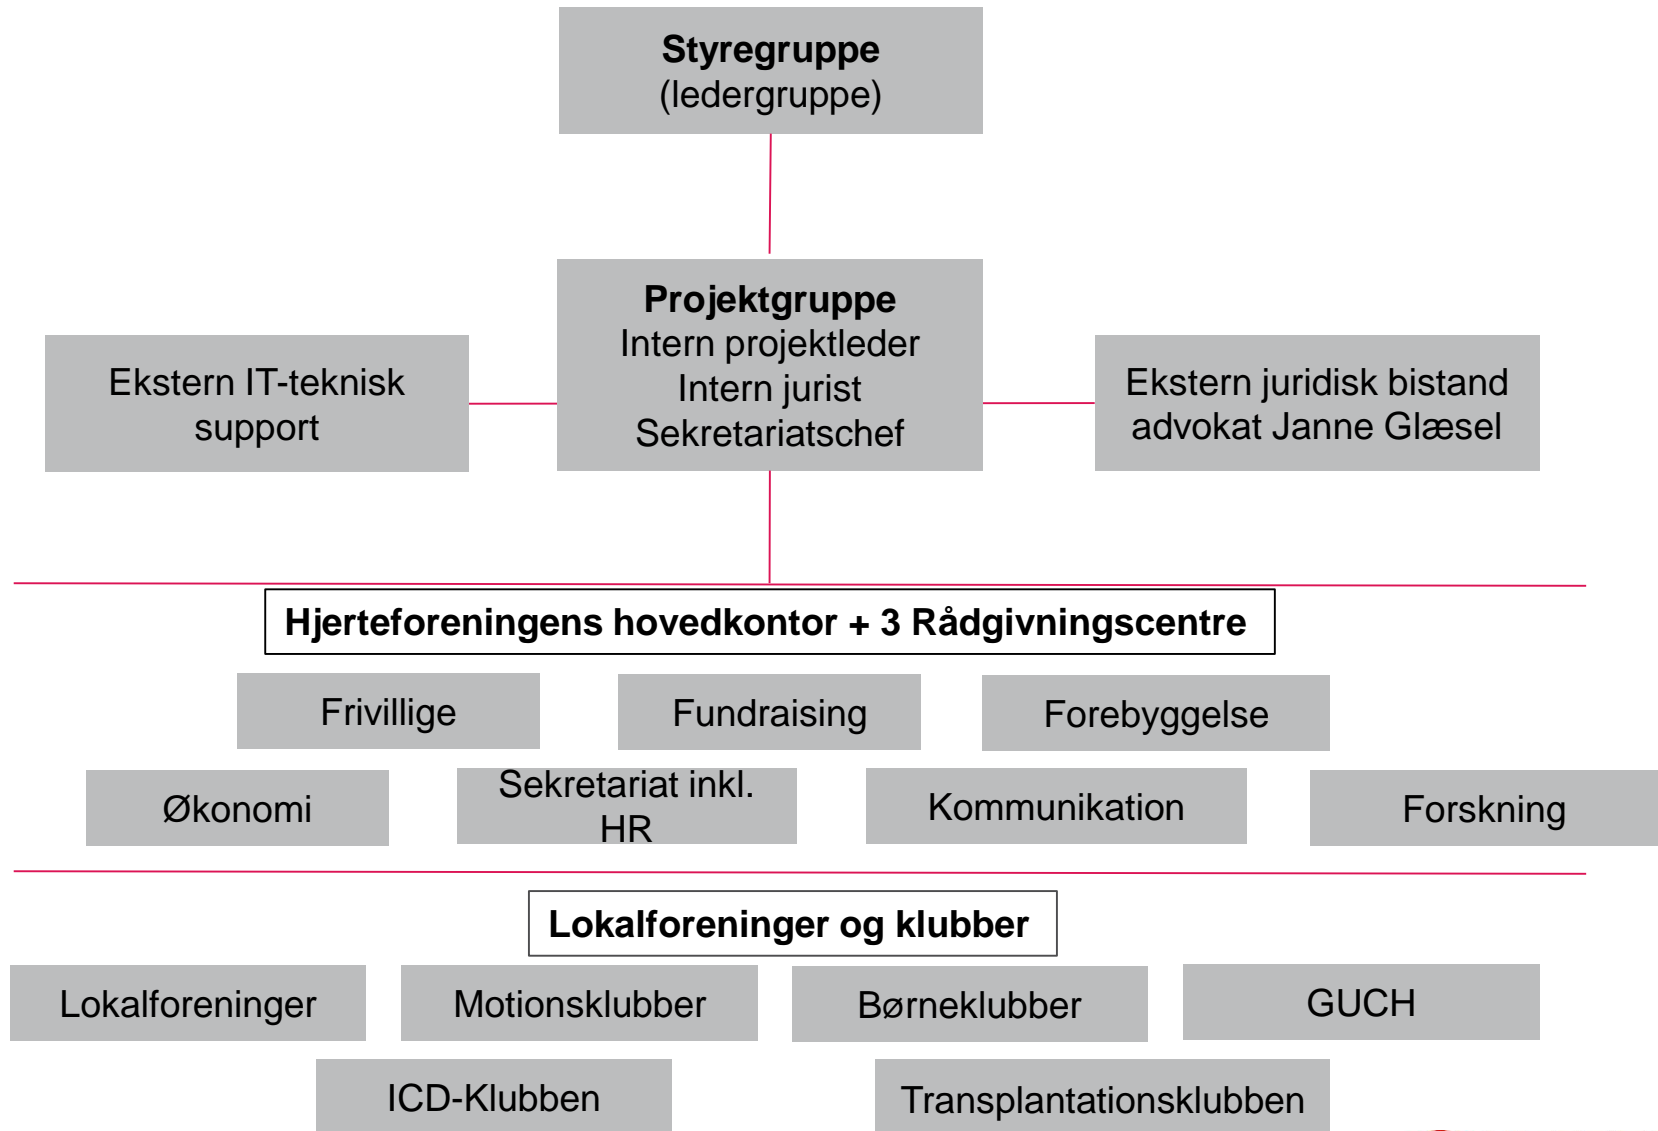 Styregruppe
(ledergruppe)
Projektgruppe
Intern projektleder
Intern jurist
Sekretariatschef
Ekstern IT-teknisk
support
Ekstern juridisk bistand
advokat Janne Glæsel
Hjerteforeningens hovedkontor + 3 Rådgivningscentre
Frivillige
Fundraising
Forebyggelse
Økonomi
Sekretariat inkl.
HR
Kommunikation
Forskning
Lokalforeninger og klubber
Lokalforeninger
Motionsklubber
Børneklubber
GUCH
ICD-Klubben
Transplantationsklubben